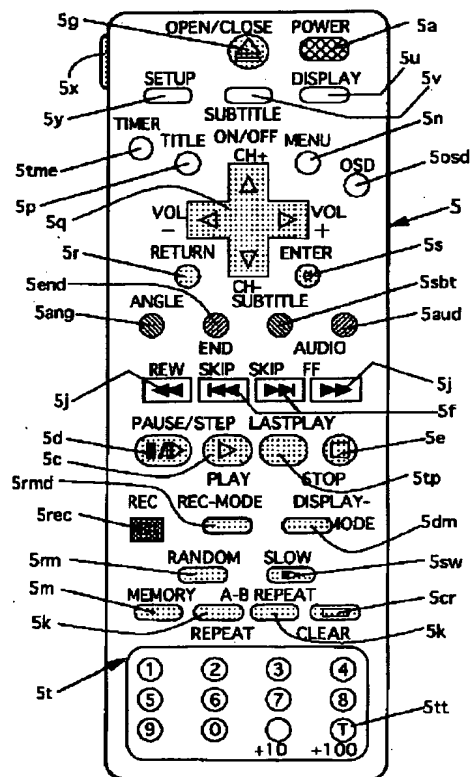 5g OPEN/CLOSE POWER 5a
5x 5u
SETUP DISPLAY 5v
5y SUBTITLE
TIMER ON/OFF 5n
TITLE MENU
5tme CH+ OSD 5osd
5p
5q VOL VOL 5
- +
5r RETURN ENTER 5s
5end CH- SUBTITLE 5sbt
ANGLE
5ang 5aud
END AUDIO
REW SKIP SKIP FF
5j 5j
5f
PAUSE/STEP LASTPLAY
5d 5e
5c
PLAY STOP 5tp
5rmd
REC REC-MODE DISPLAY-
5rec MODE 5dm
5rm RANDOM SLOW 5sw
5m MEMORY A-B REPEAT 5cr
5k REPEAT CLEAR 5k
5t 1 2 3 4
5 6 7 8 5tt
9 0 T
+10 +100